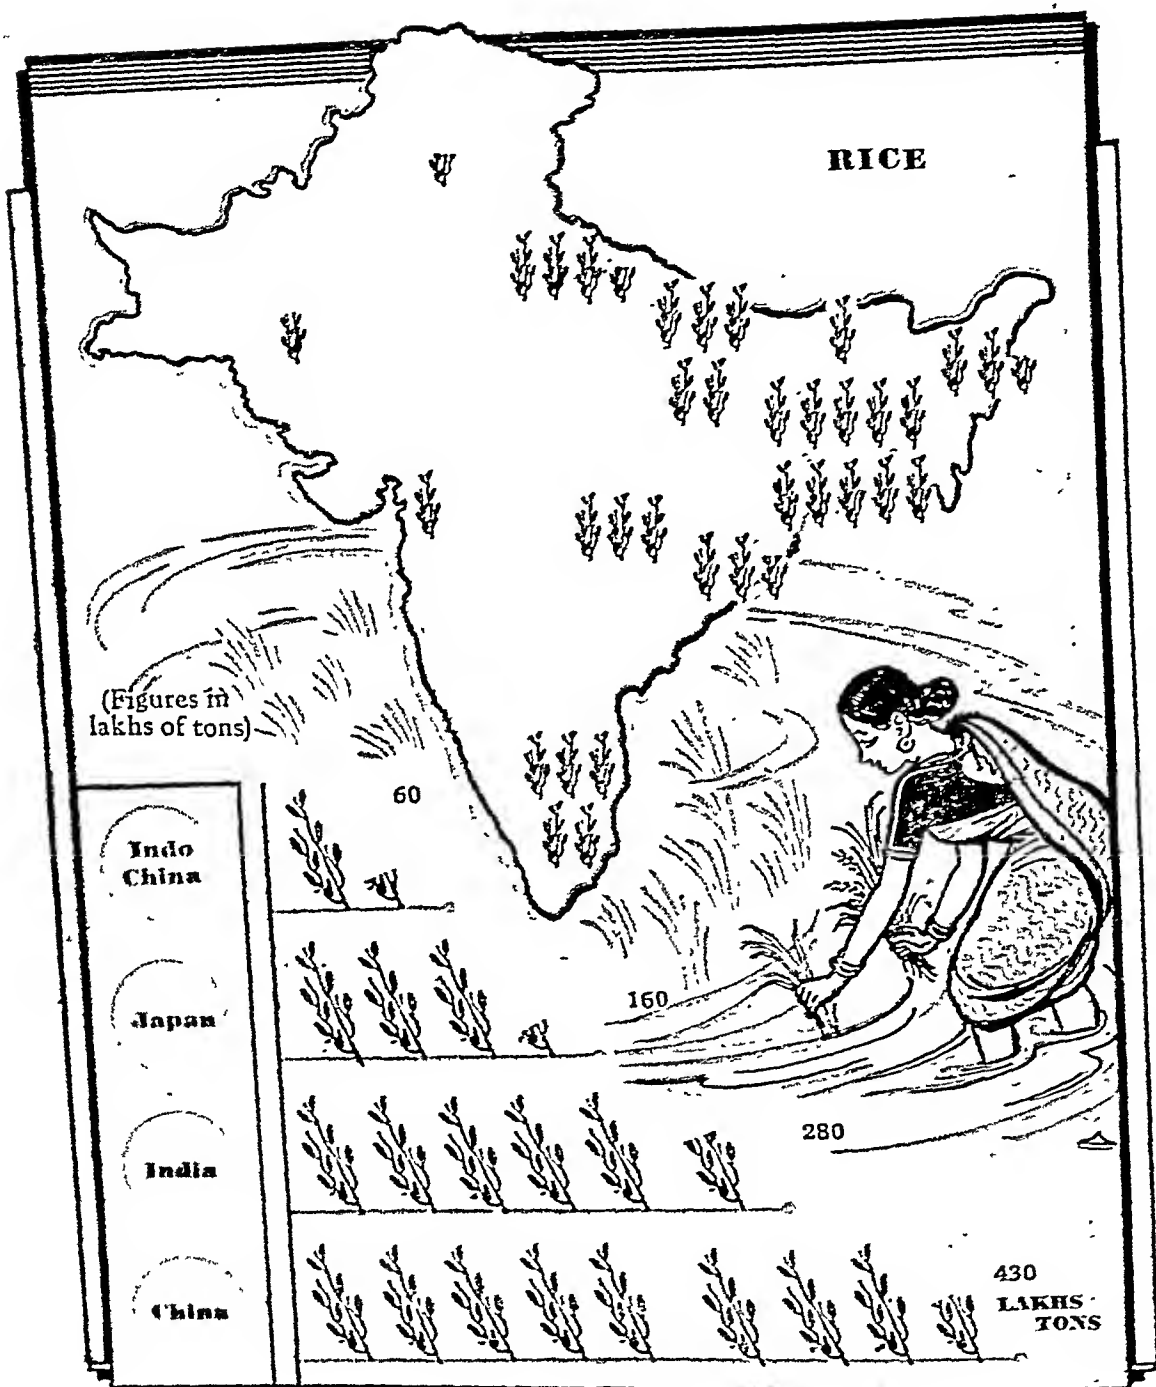 RICE
(Figures in
lakhs of tons)
60
Indo
China
160
Japan
280
India
430
LAKHS
TONS
China